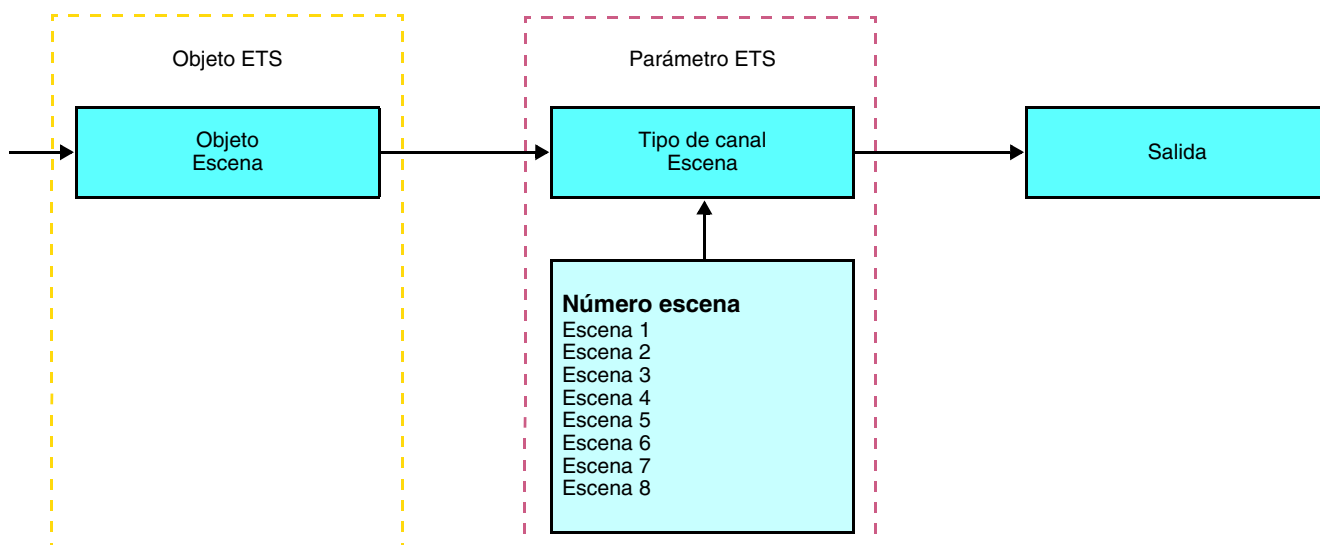 Objeto ETS
Parámetro ETS
Objeto
Escena
Tipo de canal
Escena
Salida
Número escena
Escena 1
Escena 2
Escena 3
Escena 4
Escena 5
Escena 6
Escena 7
Escena 8